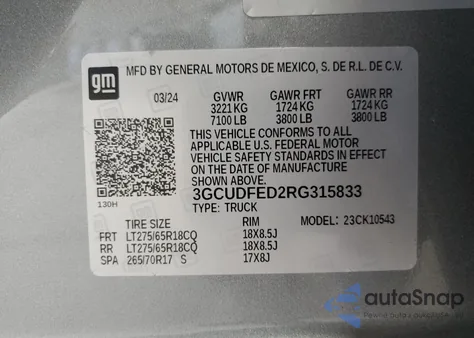 gm
MFD BY GENERAL MOTORS DE MEXICO, S. DE R.L. DE C.V.
03/24 GVWR GAWR FRT GAWR RR
3221 KG 1724 KG 1724 KG
7100 LB 3800 LB 3800 LB
THIS VEHICLE CONFORMS TO ALL
APPLICABLE U.S. FEDERAL MOTOR
VEHICLE SAFETY STANDARDS IN EFFECT
ON THE DATE OF MANUFACTURE
SHOWN ABOVE.
3GCUDFED2RG315833
130H TYPE: TRUCK
TIRE SIZE RIM MODEL: 23CK10543
FRT LT275/65R18CQ 18X8.5J
RR LT275/65R18CQ 18X8.5J
SPA 265/70R17 S 17X8J
autoSnap